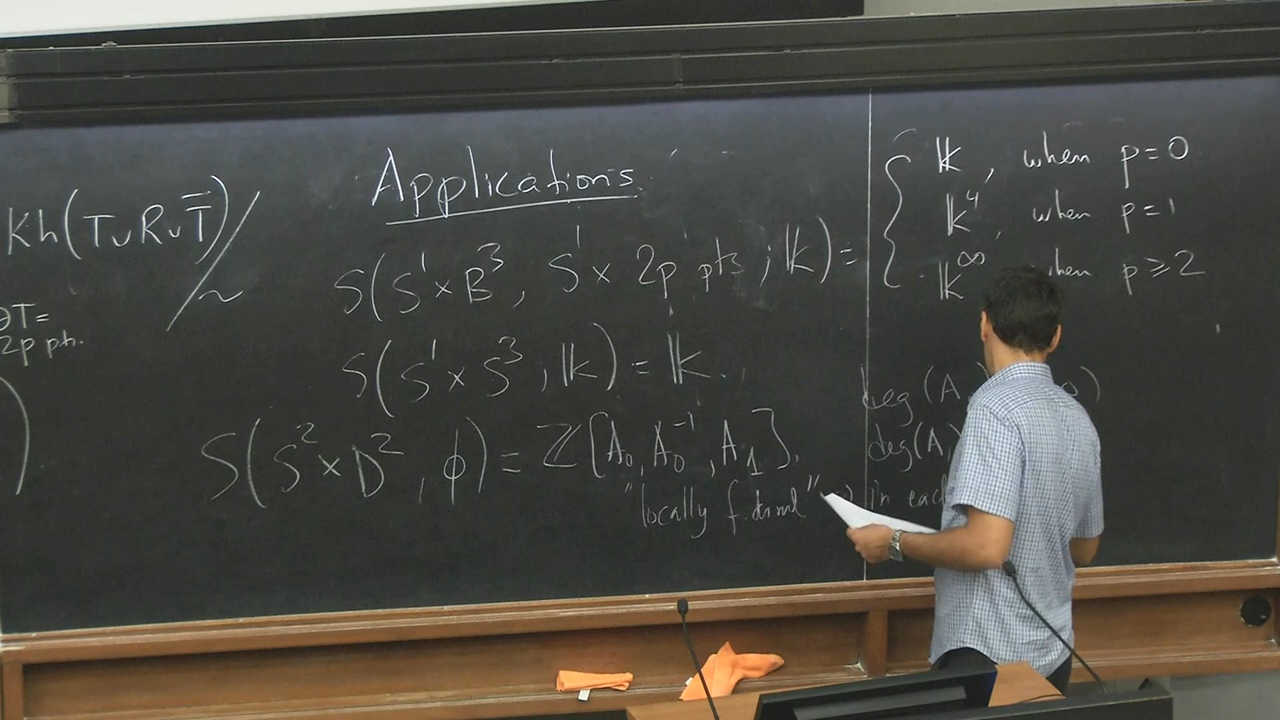 Kh(T∪R∪T̅)/~
∂T=
2p pts.
)
Applications
S(S¹×B³, S¹× 2p pts ; 𝕜) = { 𝕜, when p=0
𝕜⁴, when p=1
𝕜^∞, when p⩾2
S(S¹×S³, 𝕜) = 𝕜.
S(S²×D², ϕ) = ℤ[A₀, A₀⁻¹, A₁],
deg(A 0)
deg(A,
"locally f. dim'l" in each